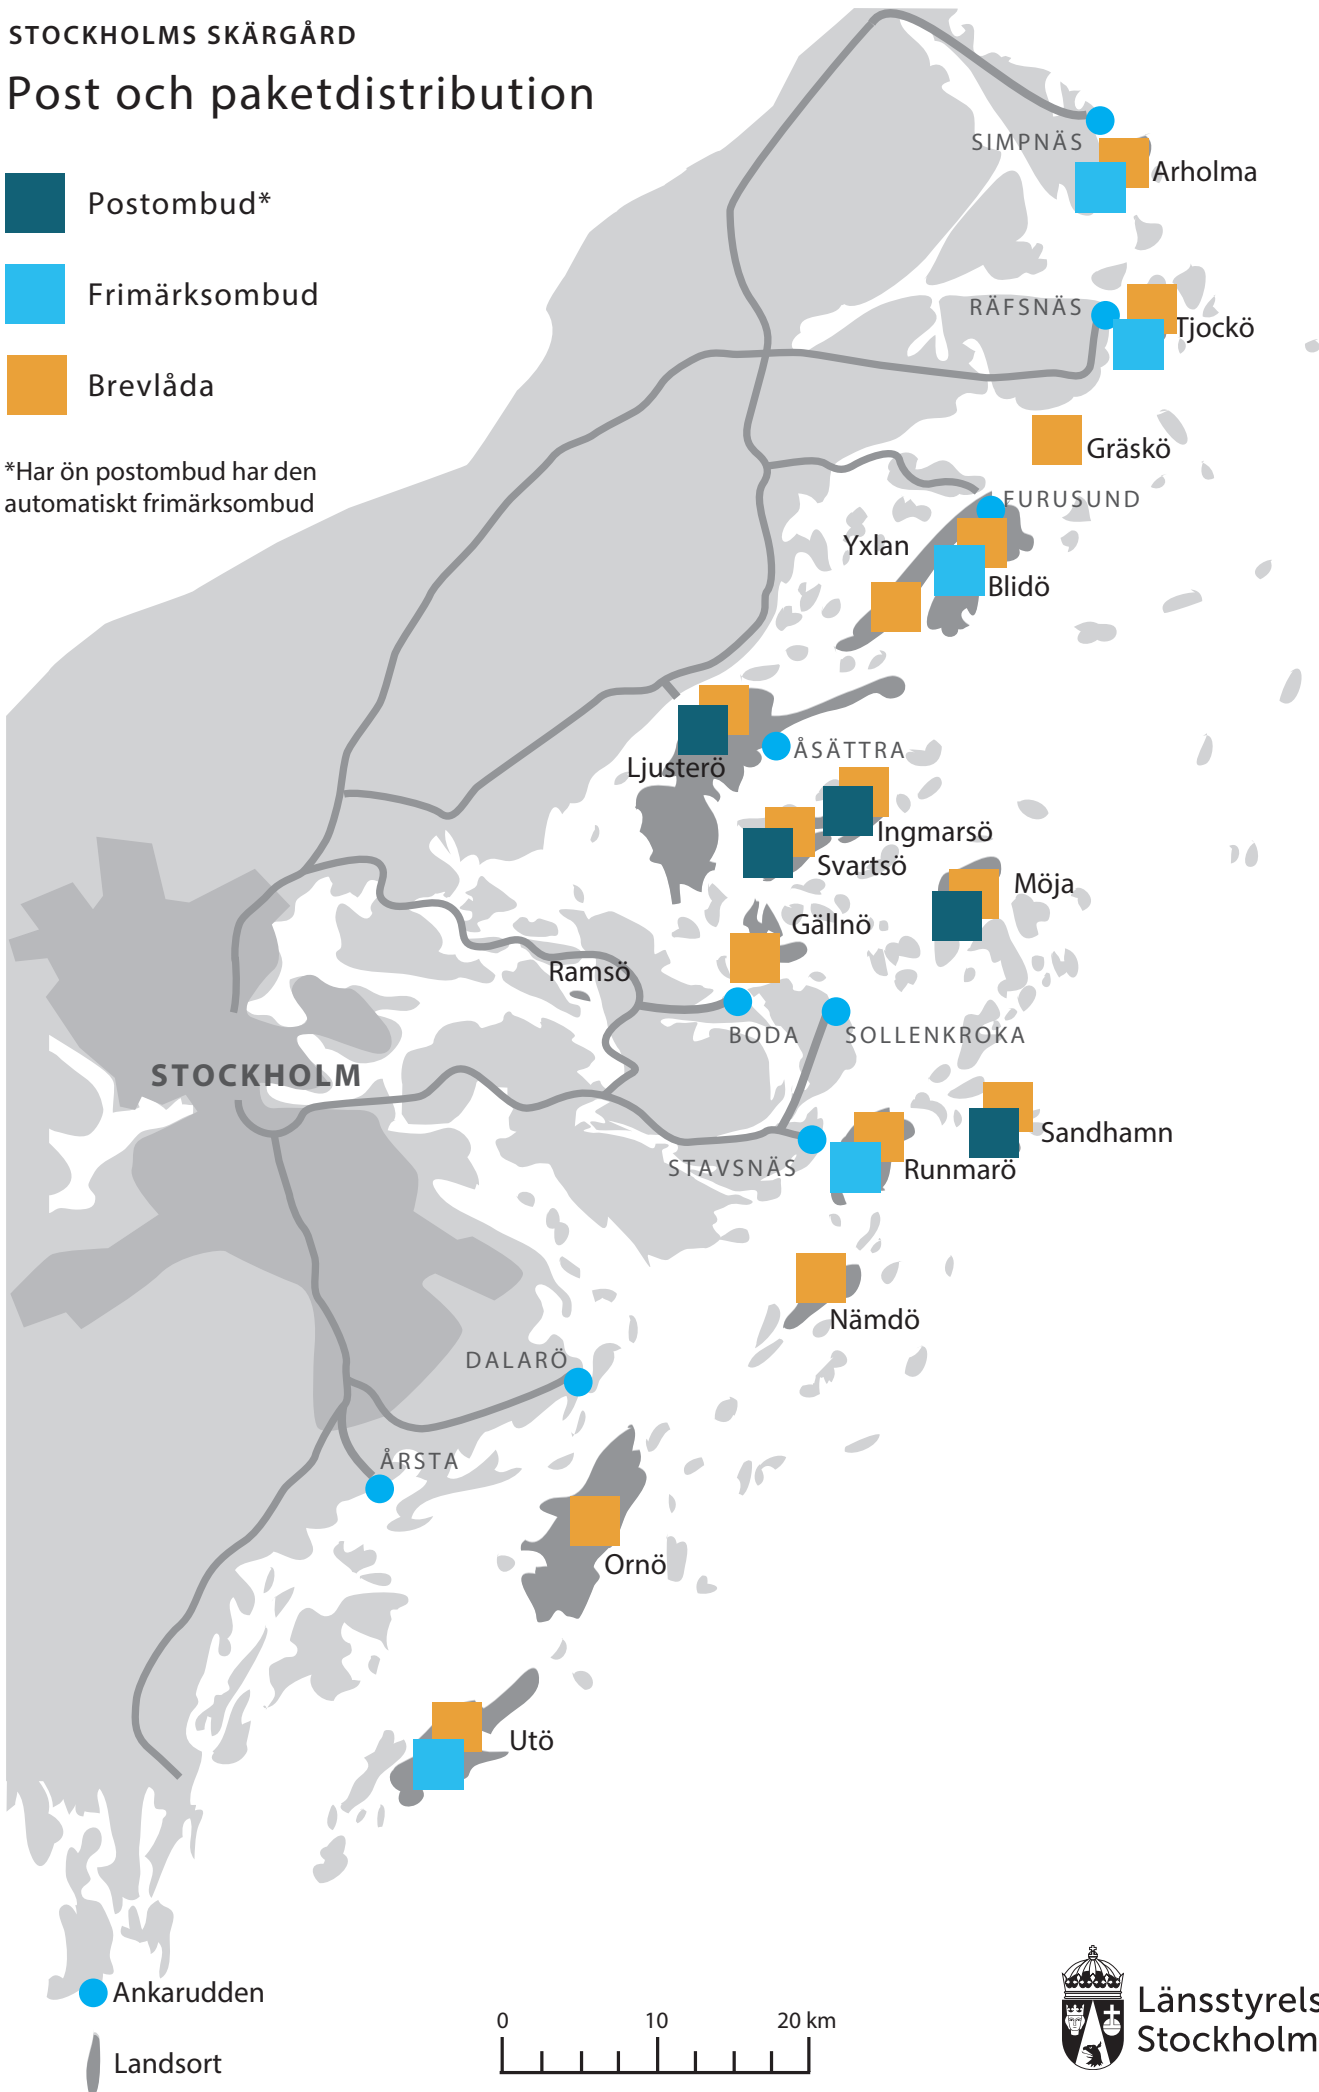 STOCKHOLMS SKÄRGÅRD
Post och paketdistribution
Postombud*
Frimärksombud
Brevlåda
*Har ön postombud har den
automatiskt frimärksombud
SIMPNÄS
Arholma
RÄFSNÄS
Tjockö
Gräskö
FURUSUND
Yxlan
Blidö
ÅSÄTTRA
Ljusterö
Ingmarsö
Svartsö
Möja
Gällnö
Ramsö
BODA
SOLLENKROKA
STOCKHOLM
Sandhamn
STAVSNÄS
Runmarö
Nämdö
DALARÖ
ÅRSTA
Ornö
Utö
Ankarudden
Landsort
0 10 20 km
Länsstyrels
Stockholm